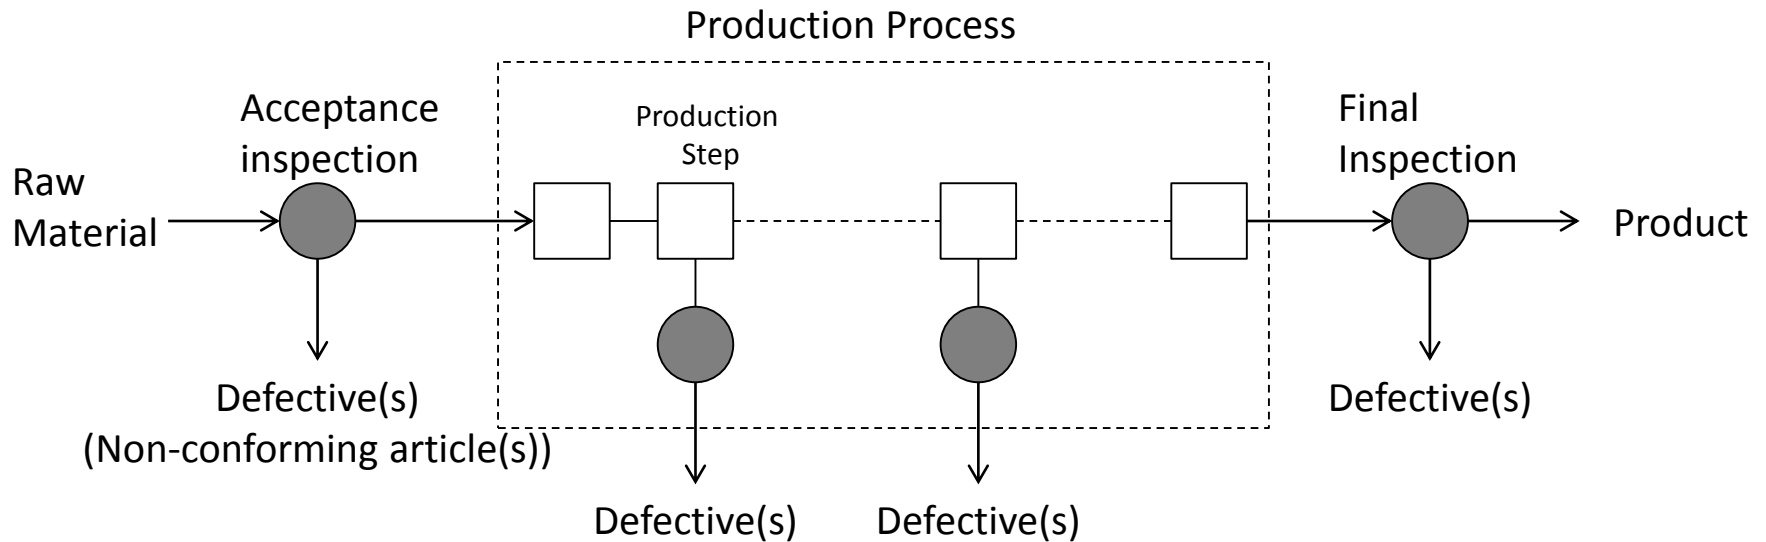 Production Process
Acceptance
inspection
Production
Step
Final
Inspection
Raw
Material
Product
Defective(s)
(Non-conforming article(s))
Defective(s)
Defective(s)
Defective(s)